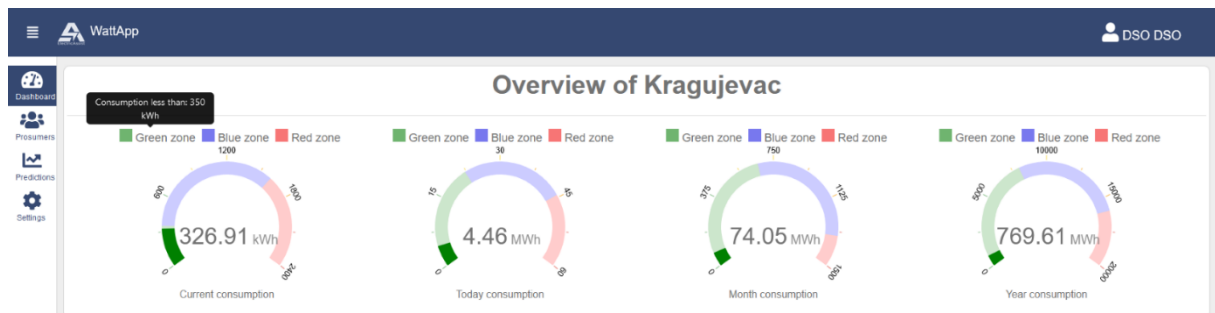 WattApp
DSO DSO
Dashboard
Prosumers
Predictions
Settings
Overview of Kragujevac
Consumption less than: 350
kWh
Green zone Blue zone Red zone
0 600 1200 1800 2400
326.91 kWh
Current consumption
Green zone Blue zone Red zone
0 15 30 45 60
4.46 MWh
Today consumption
Green zone Blue zone Red zone
0 375 750 1125 1500
74.05 MWh
Month consumption
Green zone Blue zone Red zone
0 5000 10000 15000 20000
769.61 MWh
Year consumption